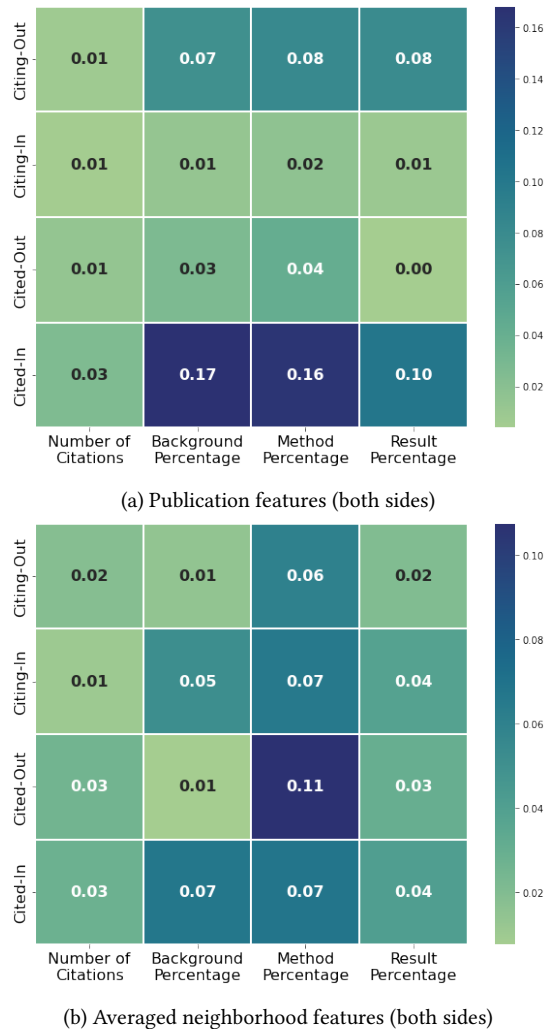 Citing-Out
0.01 0.07 0.08 0.08
Citing-In
0.01 0.01 0.02 0.01
Cited-Out
0.01 0.03 0.04 0.00
Cited-In
0.03 0.17 0.16 0.10
Number of Citations
Background Percentage
Method Percentage
Result Percentage
0.16
0.14
0.12
0.10
0.08
0.06
0.04
0.02
(a) Publication features (both sides)
Citing-Out
0.02 0.01 0.06 0.02
Citing-In
0.01 0.05 0.07 0.04
Cited-Out
0.03 0.01 0.11 0.03
Cited-In
0.03 0.07 0.07 0.04
Number of Citations
Background Percentage
Method Percentage
Result Percentage
0.10
0.08
0.06
0.04
0.02
(b) Averaged neighborhood features (both sides)